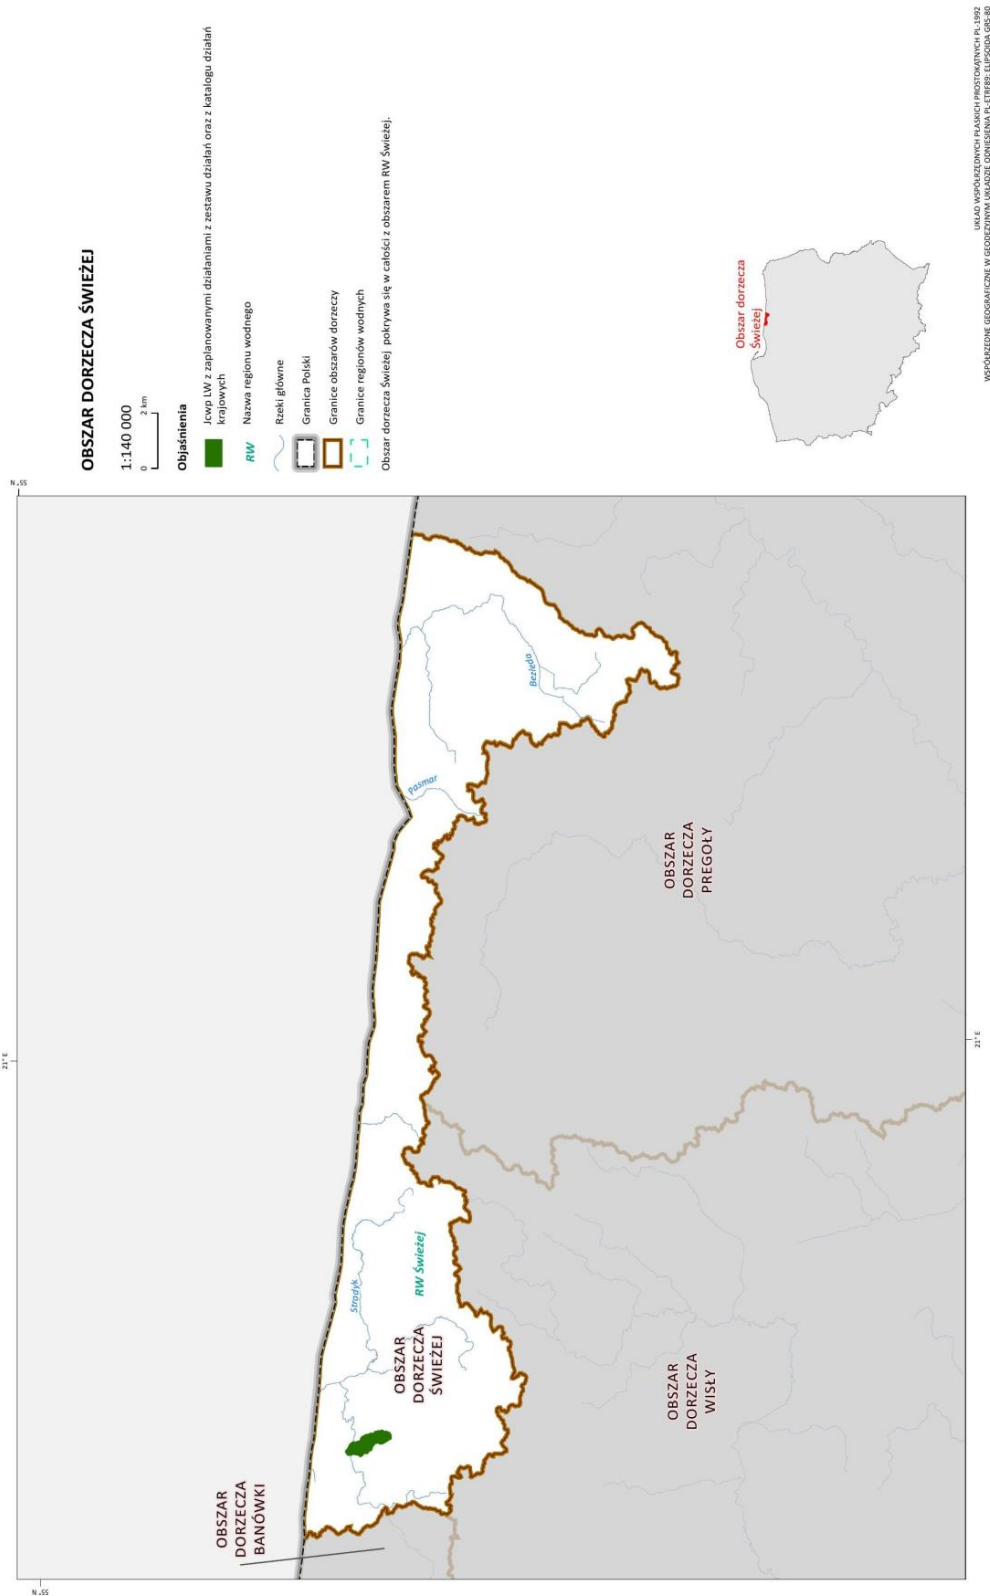 OBSZAR DORZECZA ŚWIEŻEJ
1:140 000
0 2 km
Objaśnienia
Jcwp LW z zaplanowanymi działaniami z zestawu działań oraz z katalogu działań
krajowych
RW Nazwa regionu wodnego
Rzeki główne
Granica Polski
Granice obszarów dorzeczy
Granice regionów wodnych
Obszar dorzecza Świeżej pokrywa się w całości z obszarem RW Świeżej.
21° E
OBSZAR
DORZECZA
BANÓWKI
Stradyk
RW Świeżej
OBSZAR
DORZECZA
ŚWIEŻEJ
Pasmar
Bezleda
OBSZAR
DORZECZA
WISŁY
OBSZAR
DORZECZA
PREGOŁY
21° E
Obszar dorzecza
Świeżej
UKŁAD WSPÓŁRZĘDNYCH PŁASKICH PROSTOKĄTNYCH PL-1992
WSPÓŁRZĘDNE GEOGRAFICZNE W GEODEZYJNYM UKŁADZIE ODNIESIENIA PL-ETRF89; ELIPSOIDA GRS-80